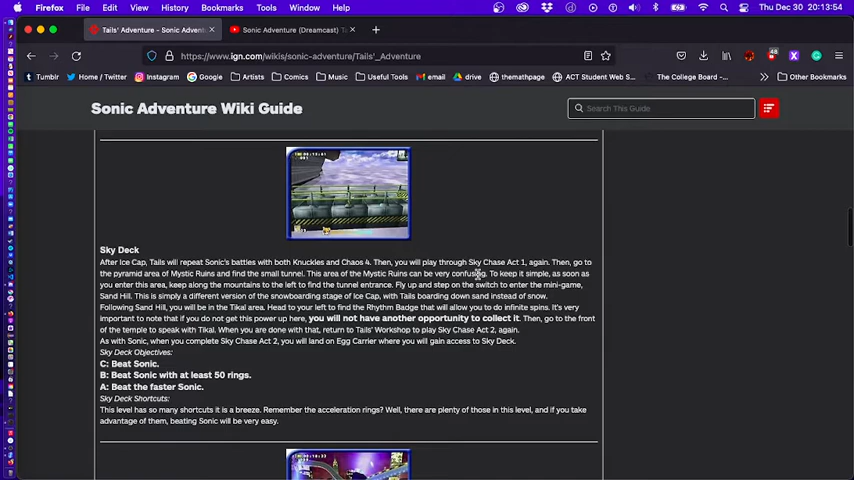 Firefox File Edit View History Bookmarks Tools Window Help Thu Dec 30 20:13:54
Tails' Adventure - Sonic Advent Sonic Adventure (Dreamcast) To
https://www.ign.com/wikis/sonic-adventure/Tails'_Adventure
Tumblr Home / Twitter Instagram Google Artists Comics Music Useful Tools email drive themathpage ACT Student Web S... The College Board -... Other Bookmarks
Sonic Adventure Wiki Guide
Search This Guide
Sky Deck
After Ice Cap, Tails will repeat Sonic's battles with both Knuckles and Chaos 4. Then, you will play through Sky Chase Act 1, again. Then, go to
the pyramid area of Mystic Ruins and find the small tunnel. This area of the Mystic Ruins can be very confusing. To keep it simple, as soon as
you enter this area, keep along the mountains to the left to find the tunnel entrance. Fly up and step on the switch to enter the mini-game,
Sand Hill. This is simply a different version of the snowboarding stage of Ice Cap, with Tails boarding down sand instead of snow.
Following Sand Hill, you will be in the Tikal area. Head to your left to find the Rhythm Badge that will allow you to do infinite spins. It's very
important to note that if you do not get this power up here, you will not have another opportunity to collect it. Then, go to the front
of the temple to speak with Tikal. When you are done with that, return to Tails' Workshop to play Sky Chase Act 2, again.
As with Sonic, when you complete Sky Chase Act 2, you will land on Egg Carrier where you will gain access to Sky Deck.
Sky Deck Objectives:
C: Beat Sonic.
B: Beat Sonic with at least 50 rings.
A: Beat the faster Sonic.
Sky Deck Shortcuts:
This level has so many shortcuts it is a breeze. Remember the acceleration rings? Well, there are plenty of those in this level, and if you take
advantage of them, beating Sonic will be very easy.